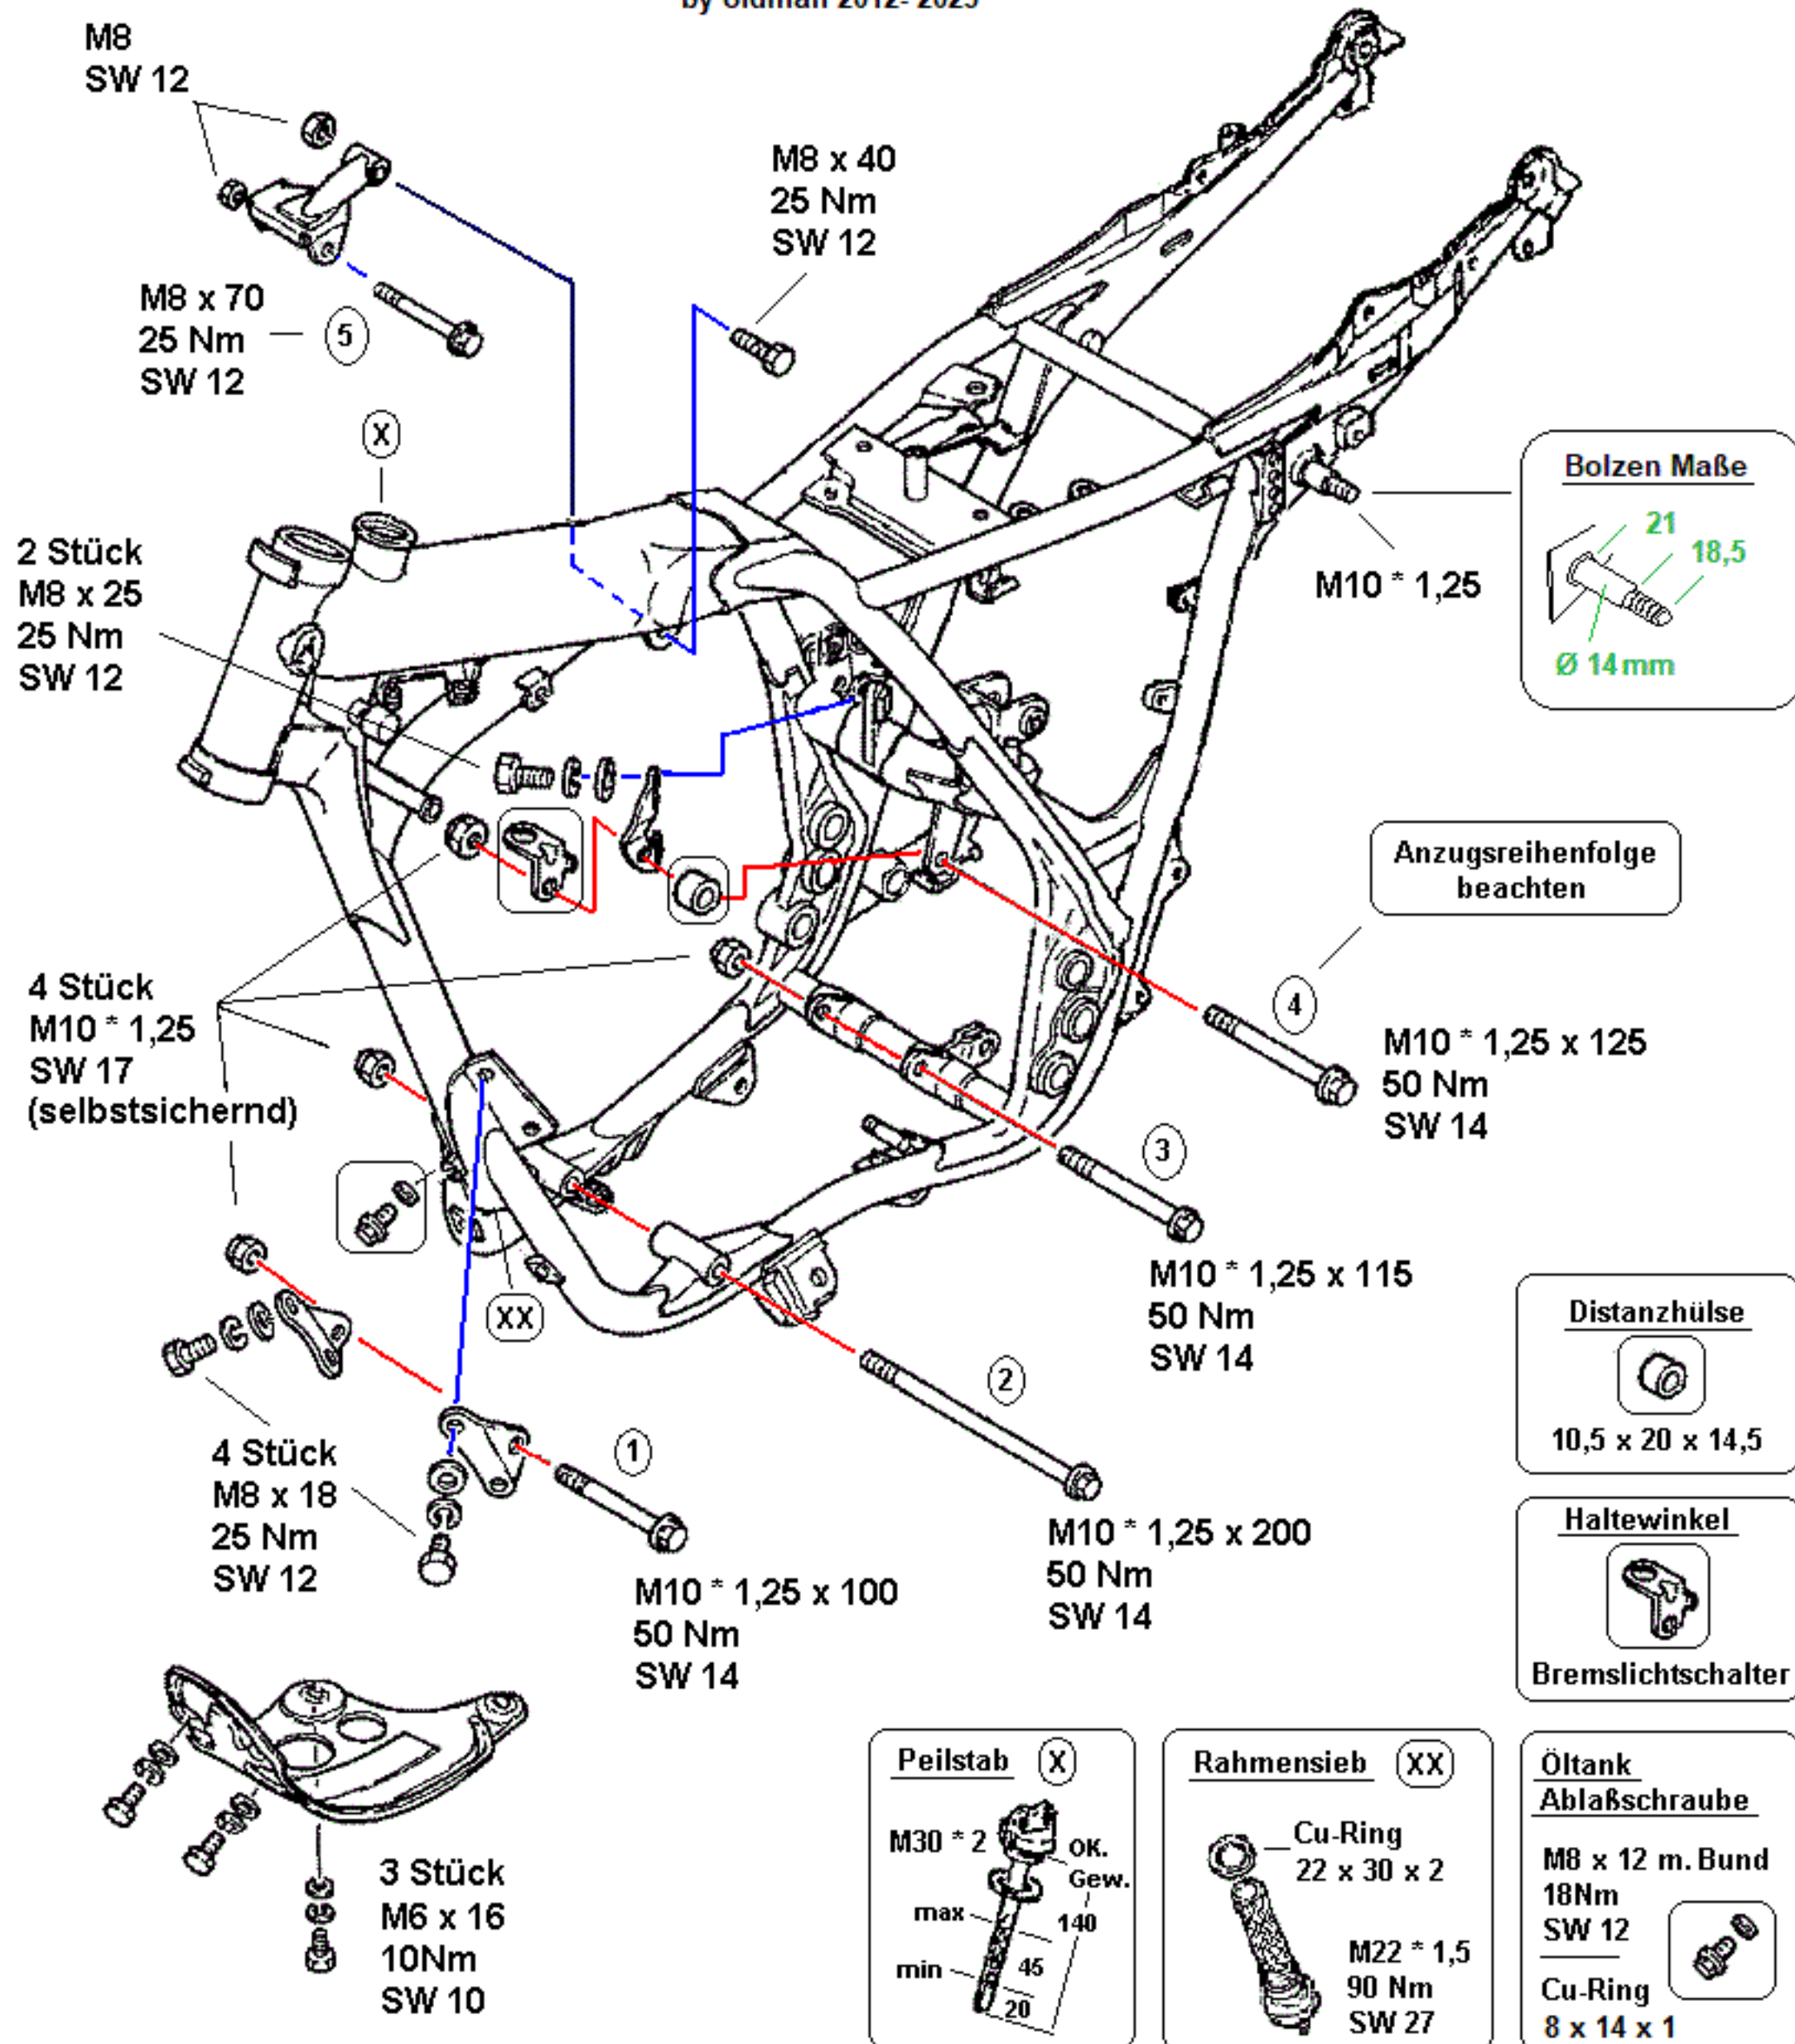 by oldman 2012- 2023
M8
SW 12
M8 x 40
25 Nm
SW 12
M8 x 70
25 Nm
SW 12
5
X
Bolzen Maße
21
18,5
Ø 14 mm
M10 * 1,25
2 Stück
M8 x 25
25 Nm
SW 12
Anzugsreihenfolge
beachten
4 Stück
M10 * 1,25
SW 17
(selbstsichernd)
4
M10 * 1,25 x 125
50 Nm
SW 14
3
M10 * 1,25 x 115
50 Nm
SW 14
XX
2
M10 * 1,25 x 200
50 Nm
SW 14
Distanzhülse
10,5 x 20 x 14,5
4 Stück
M8 x 18
25 Nm
SW 12
1
M10 * 1,25 x 100
50 Nm
SW 14
Haltewinkel
Bremslichtschalter
3 Stück
M6 x 16
10Nm
SW 10
Peilstab X
M30 * 2
OK.
Gew.
max
140
min
45
20
Rahmensieb XX
Cu-Ring
22 x 30 x 2
M22 * 1,5
90 Nm
SW 27
Öltank
Ablaßschraube
M8 x 12 m. Bund
18Nm
SW 12
Cu-Ring
8 x 14 x 1